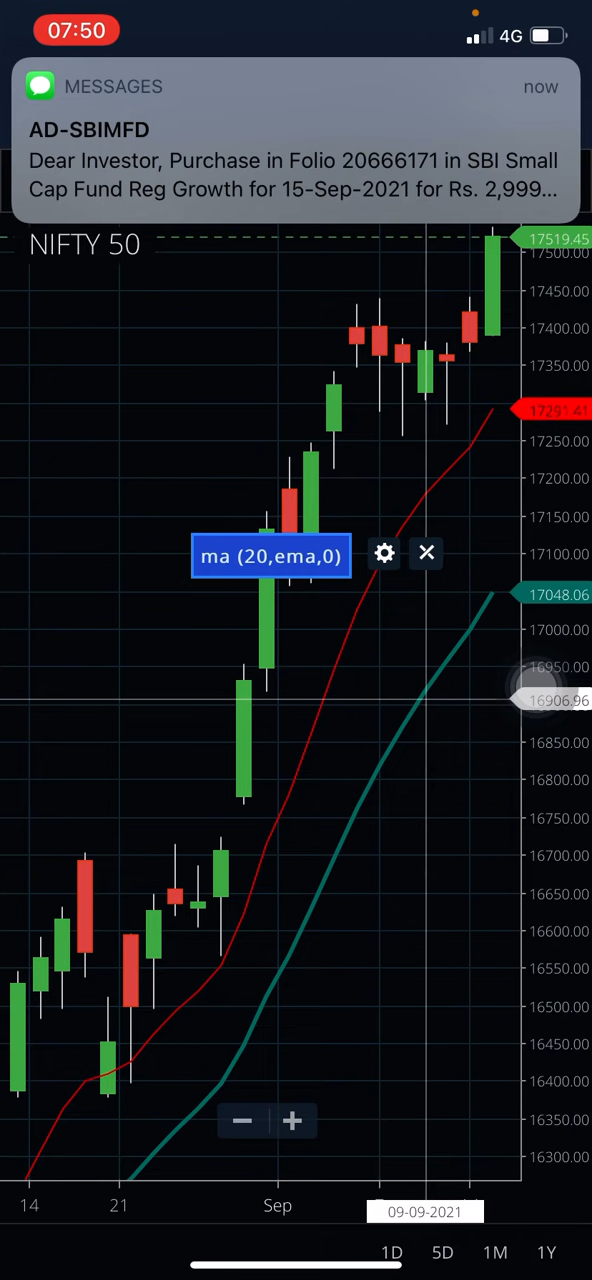 07:50
4G
MESSAGES
now
AD-SBIMFD
Dear Investor, Purchase in Folio 20666171 in SBI Small
Cap Fund Reg Growth for 15-Sep-2021 for Rs. 2,999...
NIFTY 50
17519.45
17500.00
17450.00
17400.00
17350.00
17291.41
17250.00
17200.00
17150.00
ma (20,ema,0)
17100.00
17048.06
17000.00
16950.00
16906.96
16850.00
16800.00
16750.00
16700.00
16650.00
16600.00
16550.00
16500.00
16450.00
16400.00
16350.00
16300.00
14
21
Sep
09-09-2021
1D
5D
1M
1Y